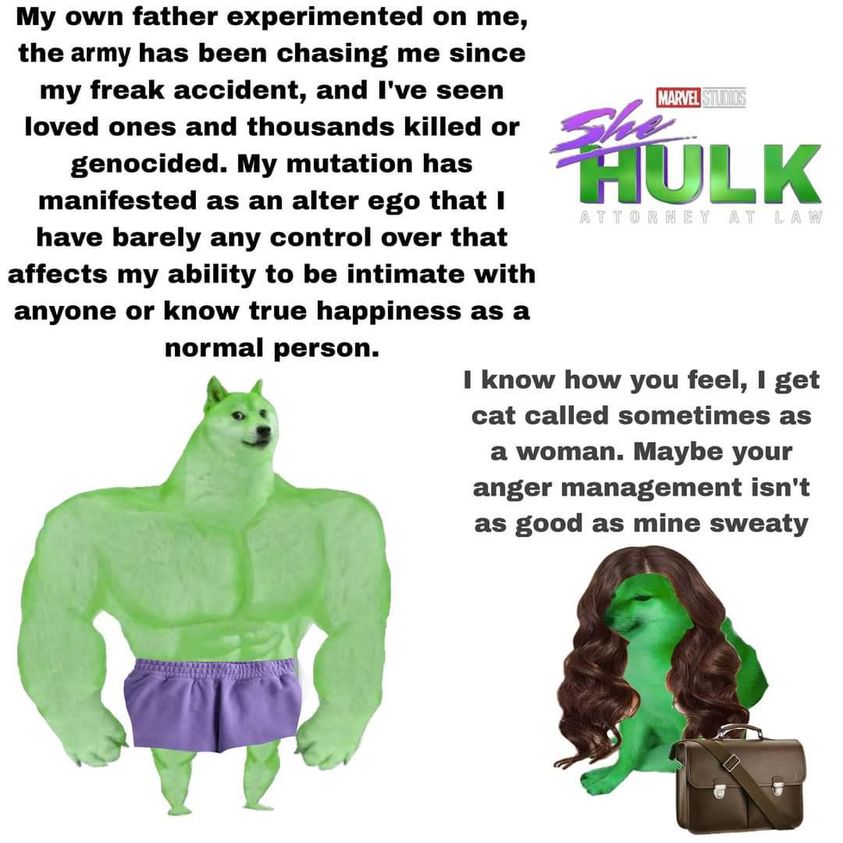 My own father experimented on me,
the army has been chasing me since
my freak accident, and I've seen
loved ones and thousands killed or
genocided. My mutation has
manifested as an alter ego that I
have barely any control over that
affects my ability to be intimate with
anyone or know true happiness as a
normal person.
MARVEL STUDIOS
She
HULK
ATTORNEY AT LAW
I know how you feel, I get
cat called sometimes as
a woman. Maybe your
anger management isn't
as good as mine sweaty